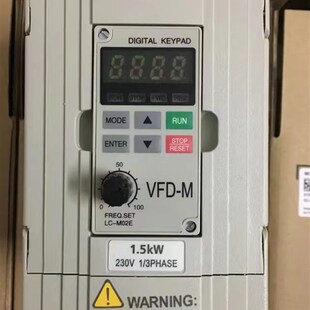 DIGITAL KEYPAD
8888
MODE ▲ RUN
ENTER ▼ STOP
RESET
50
0 100
VFD-M
FREQ.SET
LC-M02E
1.5kW
230V 1/3PHASE
WARNING: